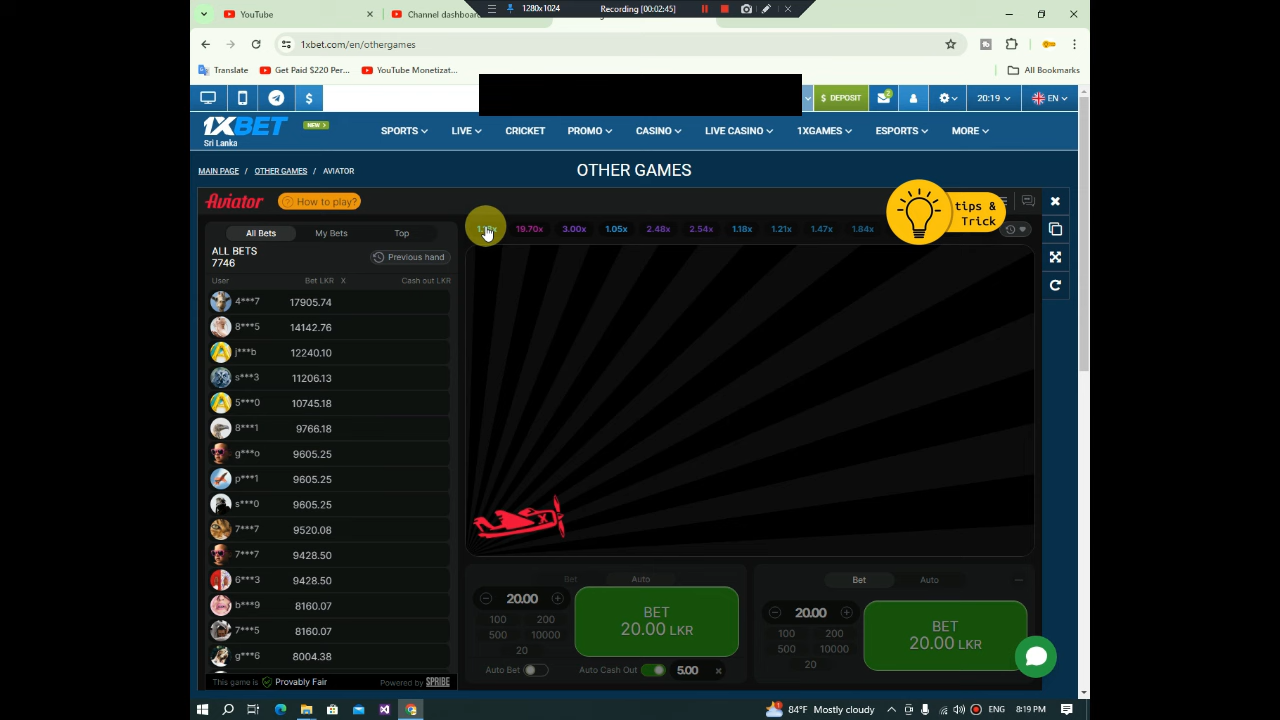 1280x1024
Recording [00:02:45]
YouTube
Channel dashboard
1xbet.com/en/othergames
Translate
Get Paid $220 Per...
YouTube Monetizat...
All Bookmarks
$
$ DEPOSIT
2
20:19
EN
1XBET
NEW >
Sri Lanka
SPORTS
LIVE
CRICKET
PROMO
CASINO
LIVE CASINO
1XGAMES
ESPORTS
MORE
MAIN PAGE / OTHER GAMES / AVIATOR
OTHER GAMES
Aviator
? How to play?
tips &
Trick
All Bets
My Bets
Top
19.70x
3.00x
1.05x
2.48x
2.54x
1.18x
1.21x
1.47x
1.84x
ALL BETS
7746
Previous hand
User
Bet LKR
X
Cash out LKR
4***7 17905.74
8***5 14142.76
j***b 12240.10
s***3 11206.13
5***0 10745.18
8***1 9766.18
g***o 9605.25
p***1 9605.25
s***0 9605.25
7***7 9520.08
7***7 9428.50
6***3 9428.50
b***9 8160.07
7***5 8160.07
g***6 8004.38
X
Bet
Auto
20.00
100
200
500
10000
20
BET
20.00 LKR
Auto Bet
Auto Cash Out
5.00
x
Bet
Auto
20.00
100
200
500
10000
20
BET
20.00 LKR
This game is Provably Fair
Powered by SPRIBE
84°F Mostly cloudy
ENG
8:19 PM